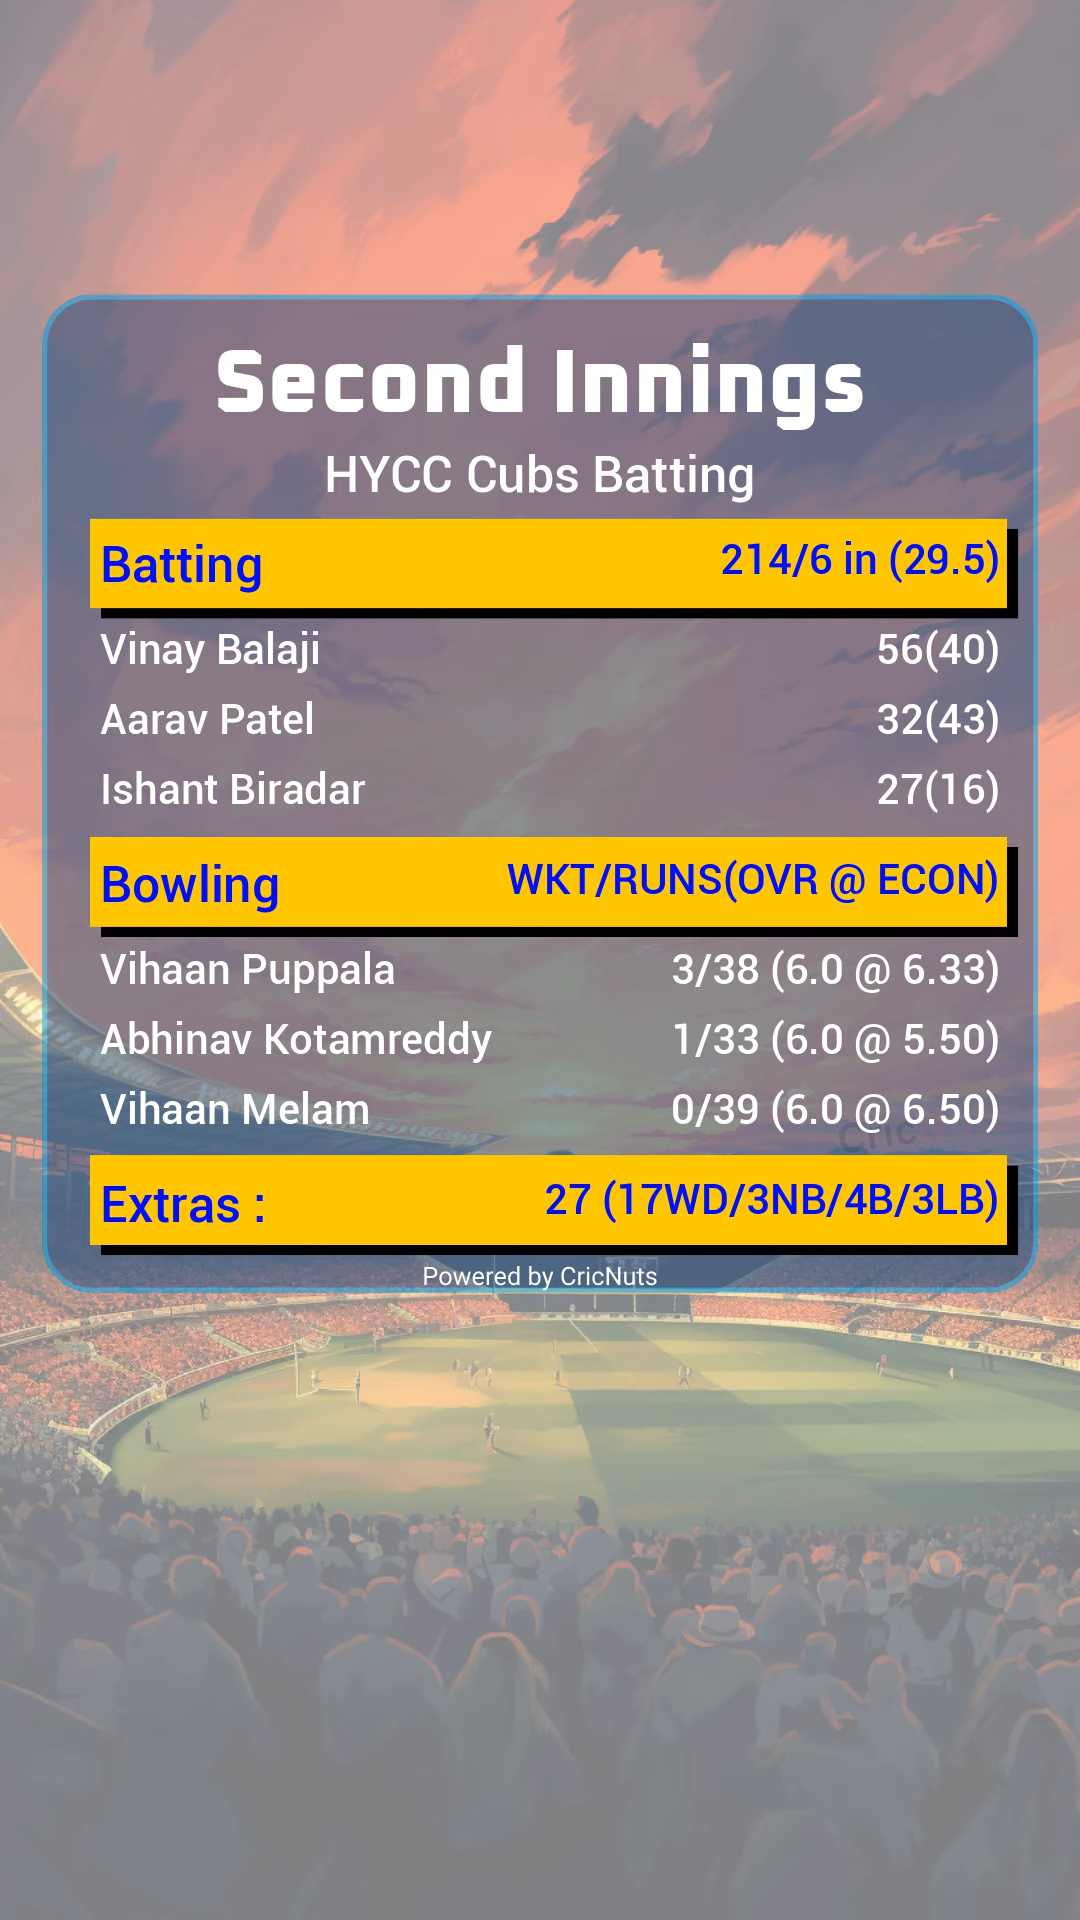 Second Innings
HYCC Cubs Batting
Batting 214/6 in (29.5)
Vinay Balaji 56(40)
Aarav Patel 32(43)
Ishant Biradar 27(16)
Bowling WKT/RUNS(OVR @ ECON)
Vihaan Puppala 3/38 (6.0 @ 6.33)
Abhinav Kotamreddy 1/33 (6.0 @ 5.50)
Vihaan Melam 0/39 (6.0 @ 6.50)
Cric
Extras : 27 (17WD/3NB/4B/3LB)
Powered by CricNuts